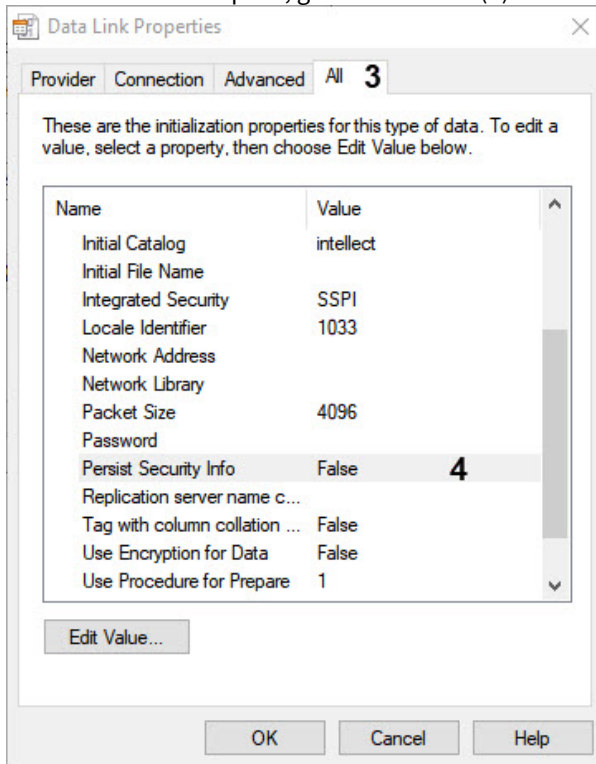 Data Link Properties
Provider Connection Advanced All 3
These are the initialization properties for this type of data. To edit a
value, select a property, then choose Edit Value below.
Name Value
Initial Catalog intellect
Initial File Name
Integrated Security SSPI
Locale Identifier 1033
Network Address
Network Library
Packet Size 4096
Password
Persist Security Info False 4
Replication server name c...
Tag with column collation ... False
Use Encryption for Data False
Use Procedure for Prepare 1
Edit Value...
OK Cancel Help